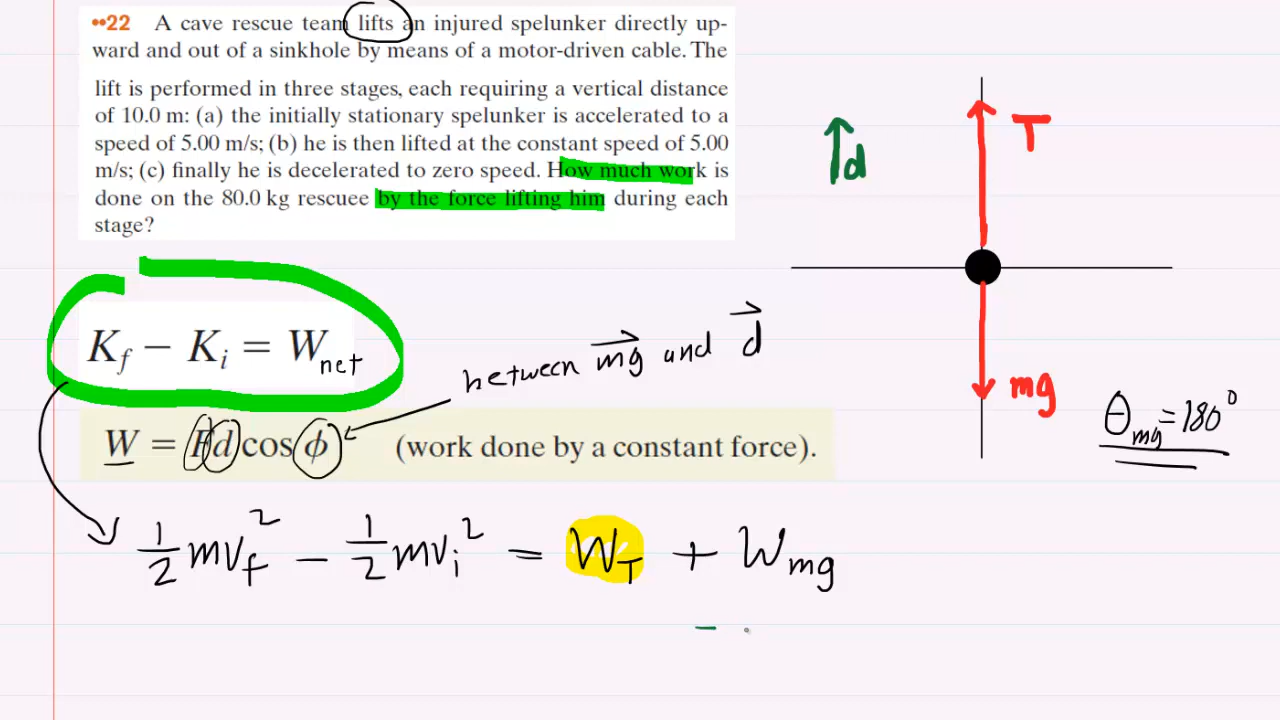 ••22 A cave rescue team lifts an injured spelunker directly up-
ward and out of a sinkhole by means of a motor-driven cable. The
lift is performed in three stages, each requiring a vertical distance
of 10.0 m: (a) the initially stationary spelunker is accelerated to a
speed of 5.00 m/s; (b) he is then lifted at the constant speed of 5.00
m/s; (c) finally he is decelerated to zero speed. How much work is
done on the 80.0 kg rescuee by the force lifting him during each
stage?
d
T
mg
θmg = 180°
Kf − Ki = Wnet
between mg and d
W = Fd cos ϕ (work done by a constant force).
1/2 mvf² − 1/2 mvi² = WT + Wmg
−